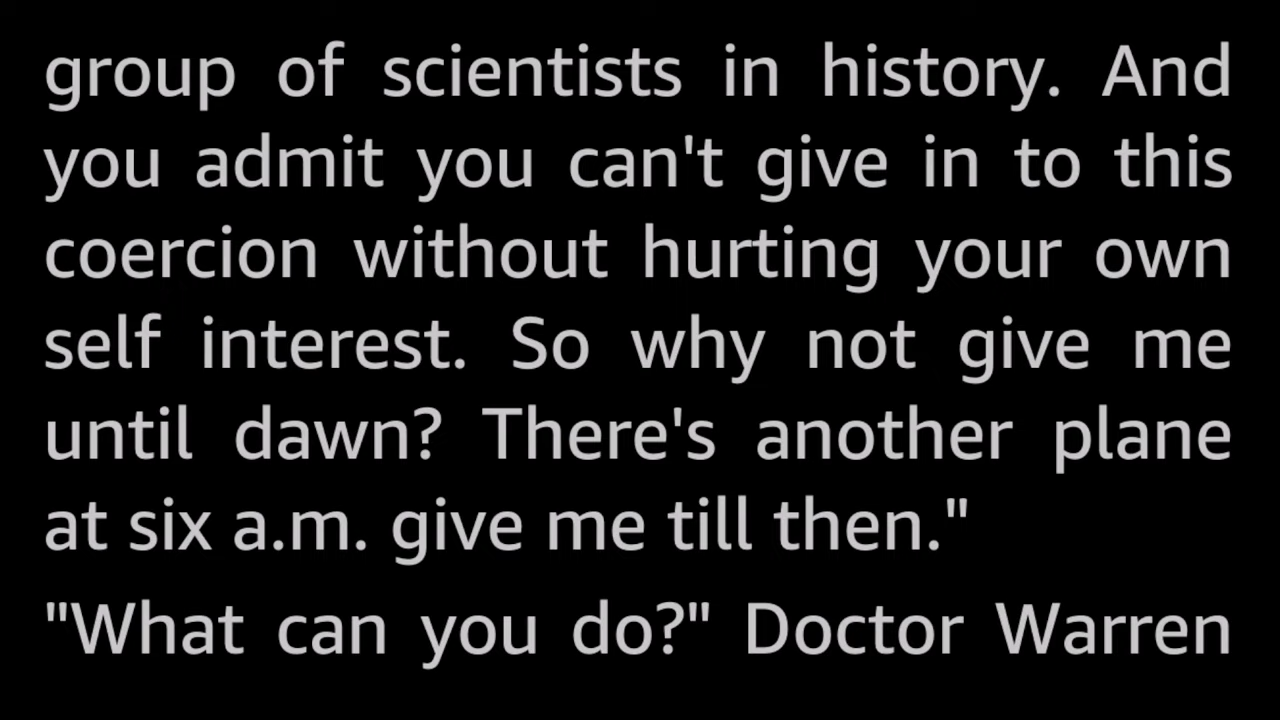 group of scientists in history. And
you admit you can't give in to this
coercion without hurting your own
self interest. So why not give me
until dawn? There's another plane
at six a.m. give me till then."
"What can you do?" Doctor Warren